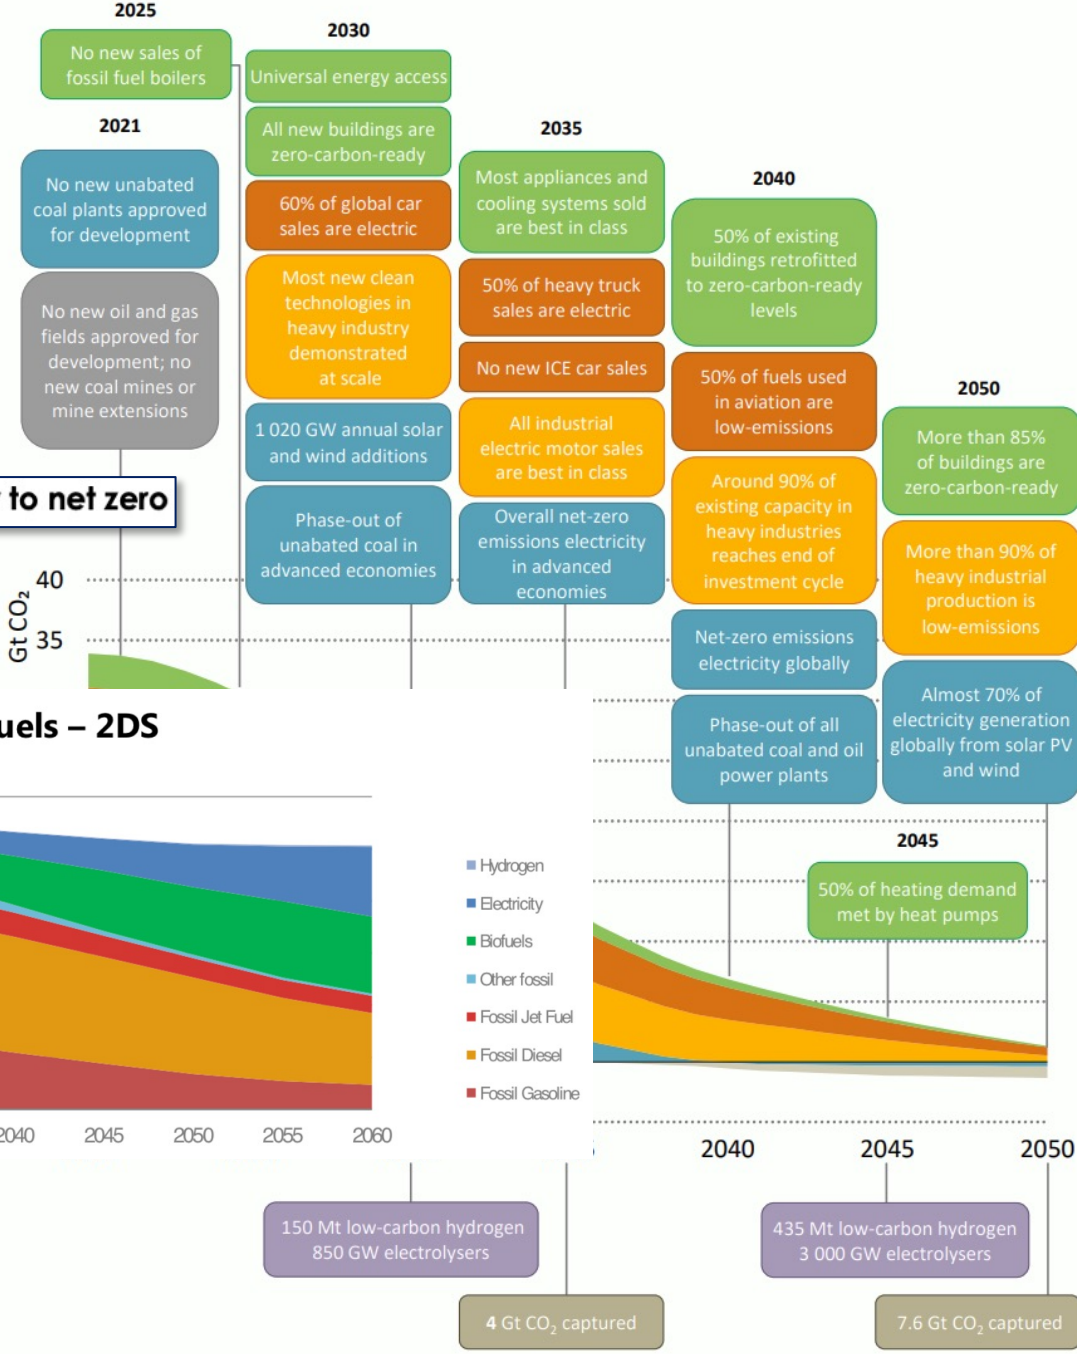 2025
No new sales of
fossil fuel boilers
2021
No new unabated
coal plants approved
for development
No new oil and gas
fields approved for
development; no
new coal mines or
mine extensions
2030
Universal energy access
All new buildings are
zero-carbon-ready
60% of global car
sales are electric
Most new clean
technologies in
heavy industry
demonstrated
at scale
1 020 GW annual solar
and wind additions
Phase-out of
unabated coal in
advanced economies
2035
Most appliances and
cooling systems sold
are best in class
50% of heavy truck
sales are electric
No new ICE car sales
All industrial
electric motor sales
are best in class
Overall net-zero
emissions electricity
in advanced
economies
2040
50% of existing
buildings retrofitted
to zero-carbon-ready
levels
50% of fuels used
in aviation are
low-emissions
Around 90% of
existing capacity in
heavy industries
reaches end of
investment cycle
Net-zero emissions
electricity globally
Phase-out of all
unabated coal and oil
power plants
2050
More than 85%
of buildings are
zero-carbon-ready
More than 90% of
heavy industrial
production is
low-emissions
Almost 70% of
electricity generation
globally from solar PV
and wind
2045
50% of heating demand
met by heat pumps
to net zero
Gt CO₂
40
35
uels – 2DS
Hydrogen
Electricity
Biofuels
Other fossil
Fossil Jet Fuel
Fossil Diesel
Fossil Gasoline
2040 2045 2050 2055 2060
2040 2045 2050
150 Mt low-carbon hydrogen
850 GW electrolysers
435 Mt low-carbon hydrogen
3 000 GW electrolysers
4 Gt CO₂ captured
7.6 Gt CO₂ captured